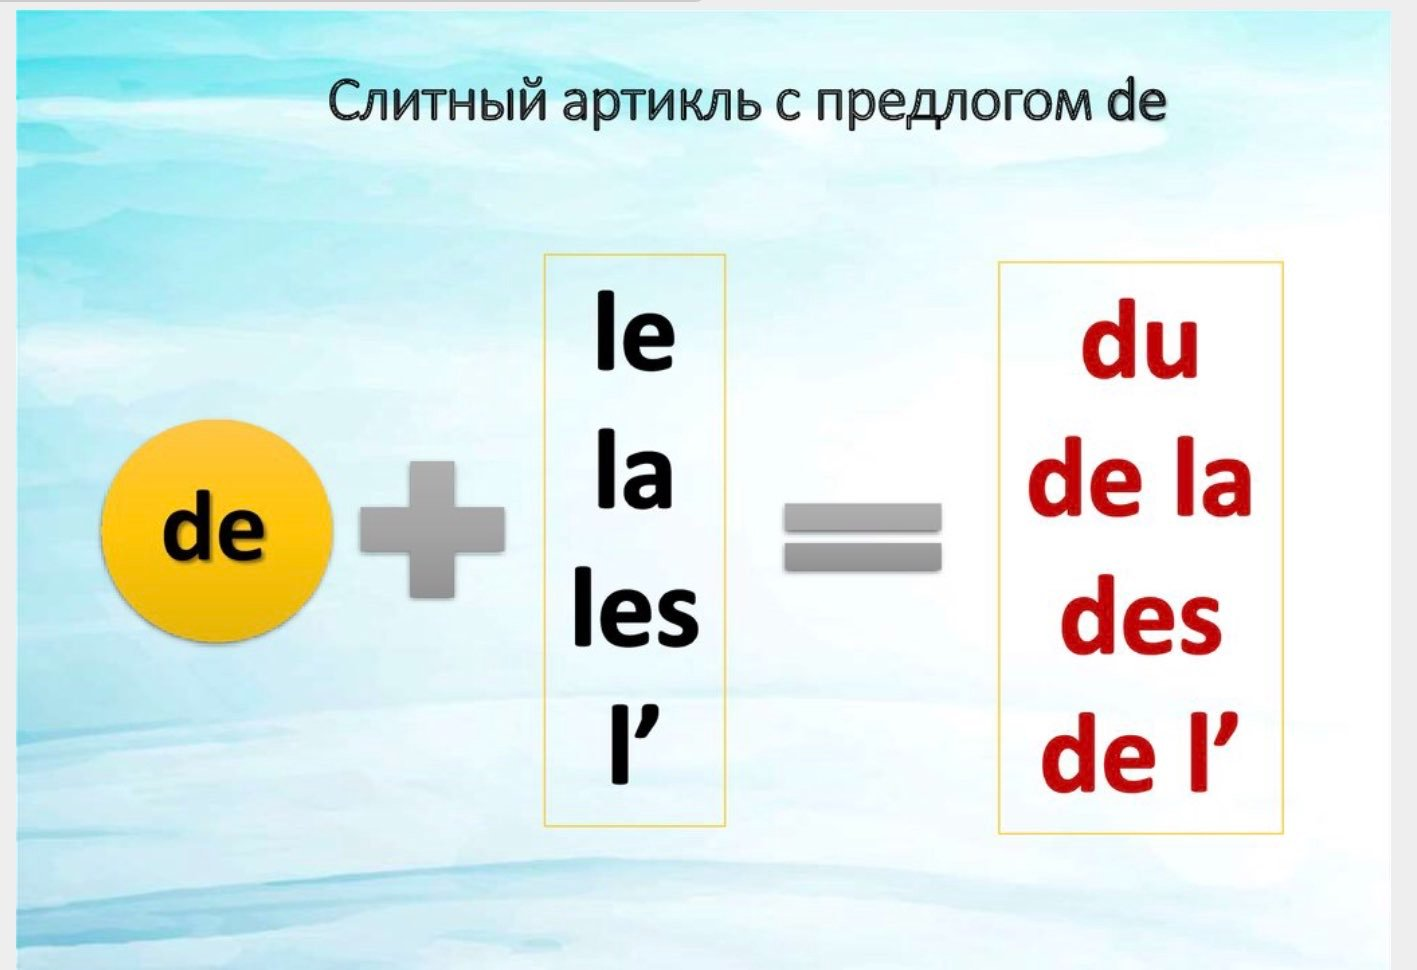 Слитный артикль с предлогом de
de
le
la
les
l’
du
de la
des
de l’